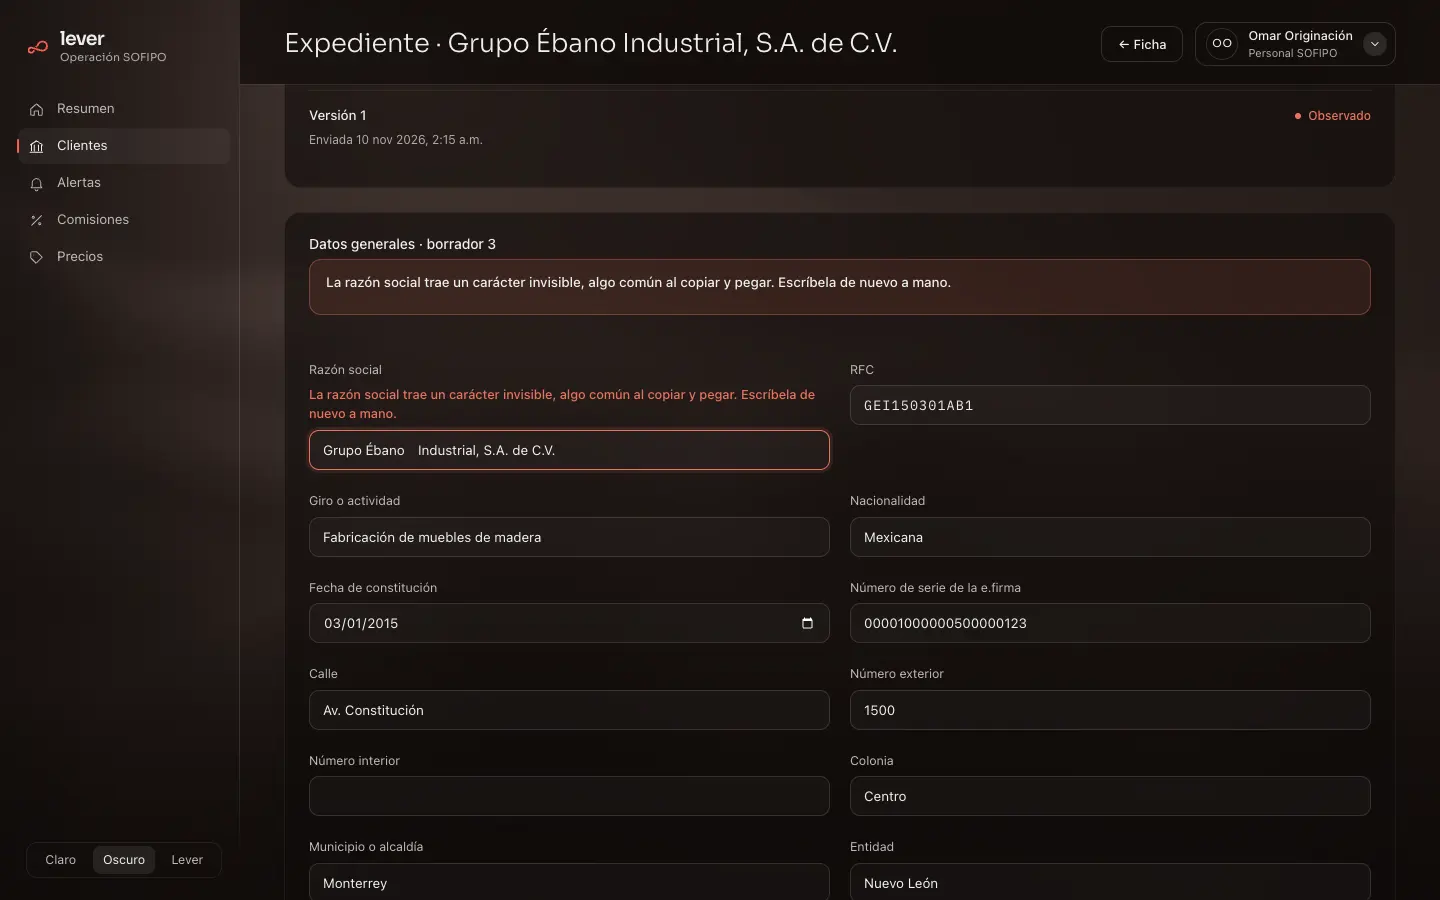 lever
Operación SOFIPO
Resumen
Clientes
Alertas
Comisiones
Precios
Claro
Oscuro
Lever
Expediente · Grupo Ébano Industrial, S.A. de C.V.
← Ficha
OO
Omar Originación
Personal SOFIPO
Versión 1
Observado
Enviada 10 nov 2026, 2:15 a.m.
Datos generales · borrador 3
La razón social trae un carácter invisible, algo común al copiar y pegar. Escríbela de nuevo a mano.
Razón social
La razón social trae un carácter invisible, algo común al copiar y pegar. Escríbela de
nuevo a mano.
Grupo Ébano   Industrial, S.A. de C.V.
RFC
GEI150301AB1
Giro o actividad
Fabricación de muebles de madera
Nacionalidad
Mexicana
Fecha de constitución
03/01/2015
Número de serie de la e.firma
00001000000500000123
Calle
Av. Constitución
Número exterior
1500
Número interior
Colonia
Centro
Municipio o alcaldía
Monterrey
Entidad
Nuevo León